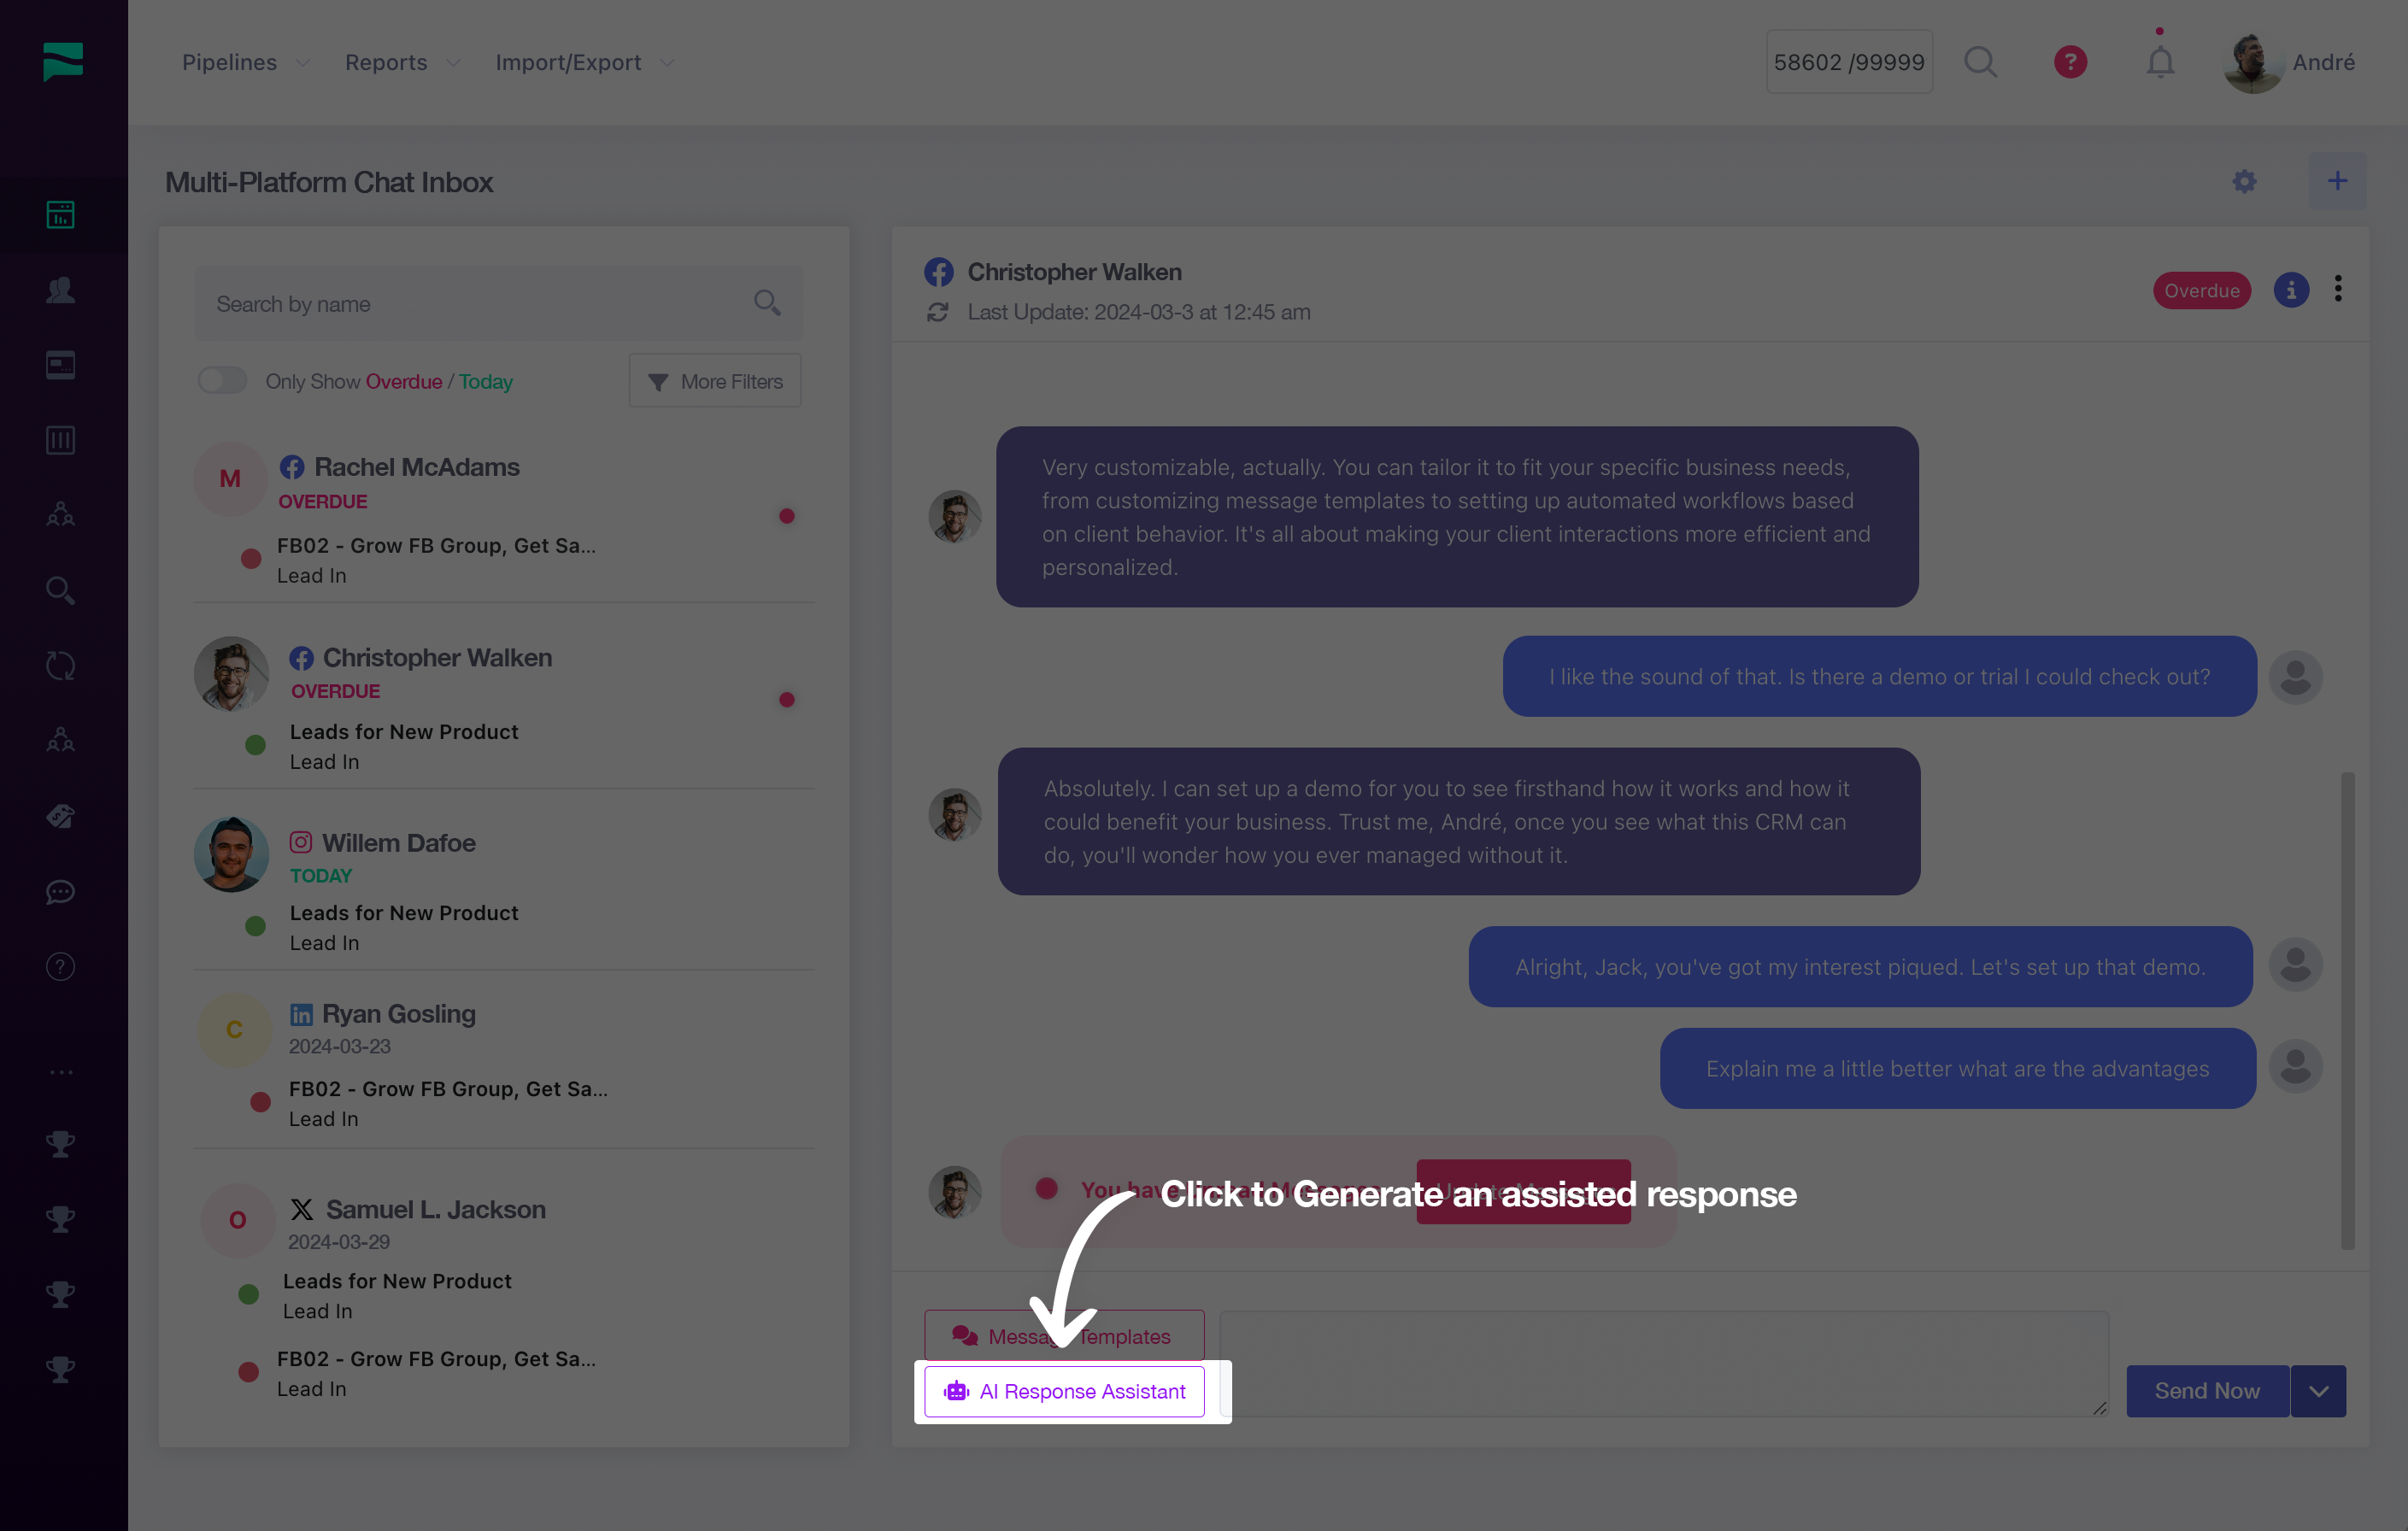 Pipelines
Reports
Import/Export
58602 /99999
?
André
Multi-Platform Chat Inbox
Search by name
Only Show Overdue / Today
More Filters
M
Rachel McAdams
OVERDUE
FB02 - Grow FB Group, Get Sa...
Lead In
Christopher Walken
OVERDUE
Leads for New Product
Lead In
Willem Dafoe
TODAY
Leads for New Product
Lead In
C
Ryan Gosling
2024-03-23
FB02 - Grow FB Group, Get Sa...
Lead In
O
Samuel L. Jackson
2024-03-29
Leads for New Product
Lead In
FB02 - Grow FB Group, Get Sa...
Lead In
Christopher Walken
Last Update: 2024-03-3 at 12:45 am
Overdue
Very customizable, actually. You can tailor it to fit your specific business needs,
from customizing message templates to setting up automated workflows based
on client behavior. It's all about making your client interactions more efficient and
personalized.
I like the sound of that. Is there a demo or trial I could check out?
Absolutely. I can set up a demo for you to see firsthand how it works and how it
could benefit your business. Trust me, André, once you see what this CRM can
do, you'll wonder how you ever managed without it.
Alright, Jack, you've got my interest piqued. Let's set up that demo.
Explain me a little better what are the advantages
You have
Click to Generate an assisted response
Message Templates
AI Response Assistant
Send Now